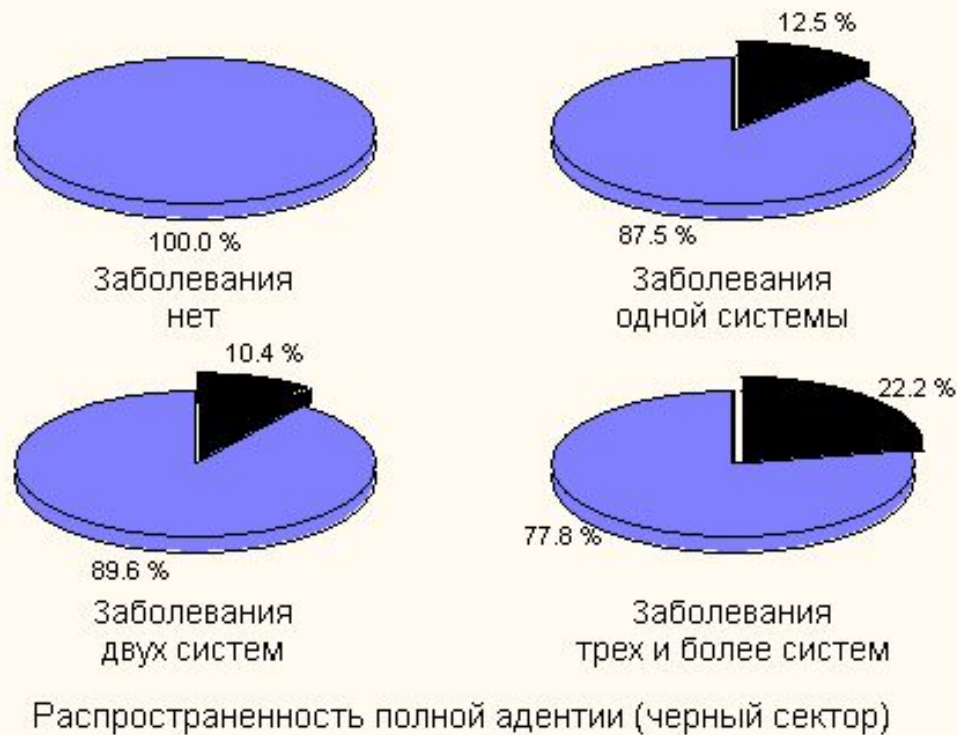 12.5 %
100.0 %
87.5 %
Заболевания
нет
Заболевания
одной системы
10.4 %
22.2 %
77.8 %
89.6 %
Заболевания
двух систем
Заболевания
трех и более систем
Распространенность полной адентии (черный сектор)